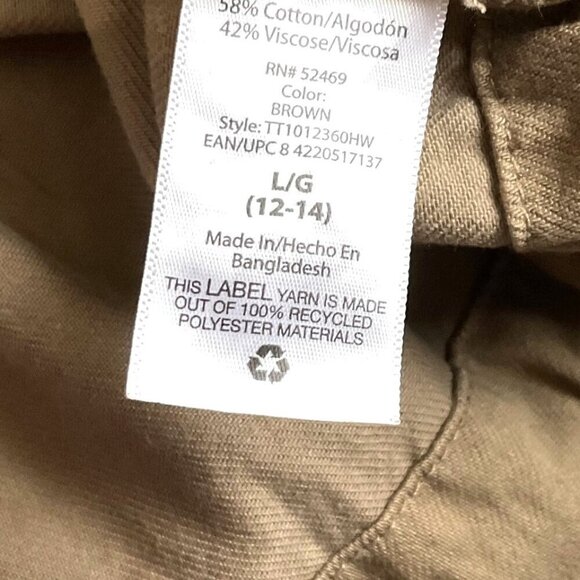 58% Cotton/Algodón
42% Viscose/Viscosa
RN# 52469
Color:
BROWN
Style: TT1012360HW
EAN/UPC 8 4220517137
L/G
(12-14)
Made In/Hecho En
Bangladesh
THIS LABEL YARN IS MADE
OUT OF 100% RECYCLED
POLYESTER MATERIALS